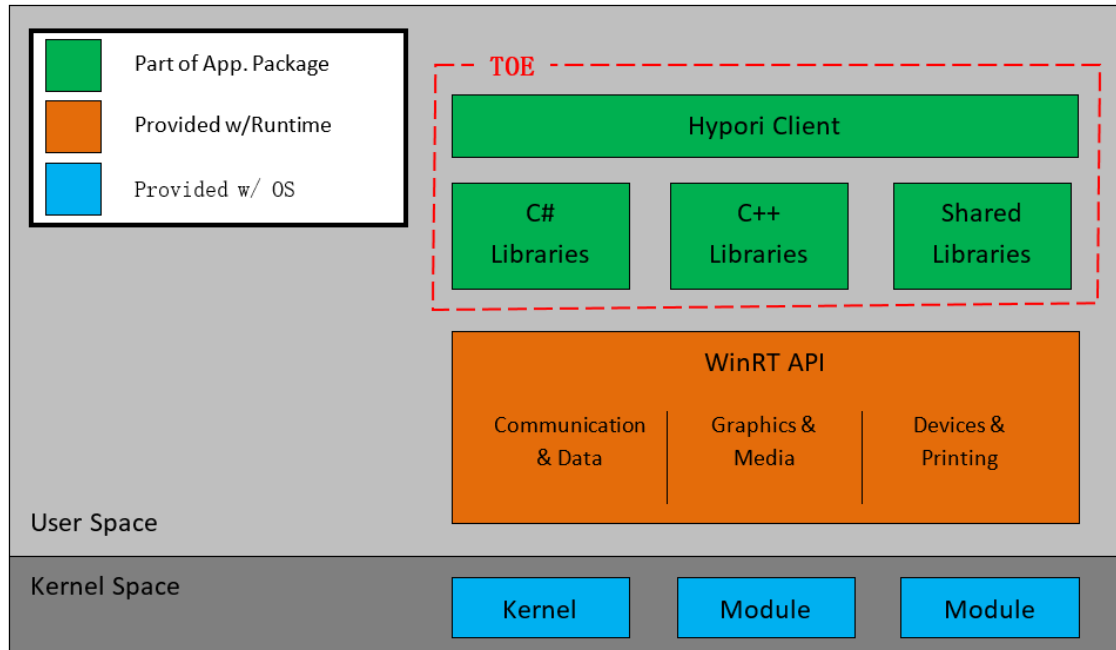 Part of App. Package
Provided w/Runtime
Provided w/ OS
TOE
Hypori Client
C#
Libraries
C++
Libraries
Shared
Libraries
WinRT API
Communication
& Data
Graphics &
Media
Devices &
Printing
User Space
Kernel Space
Kernel
Module
Module